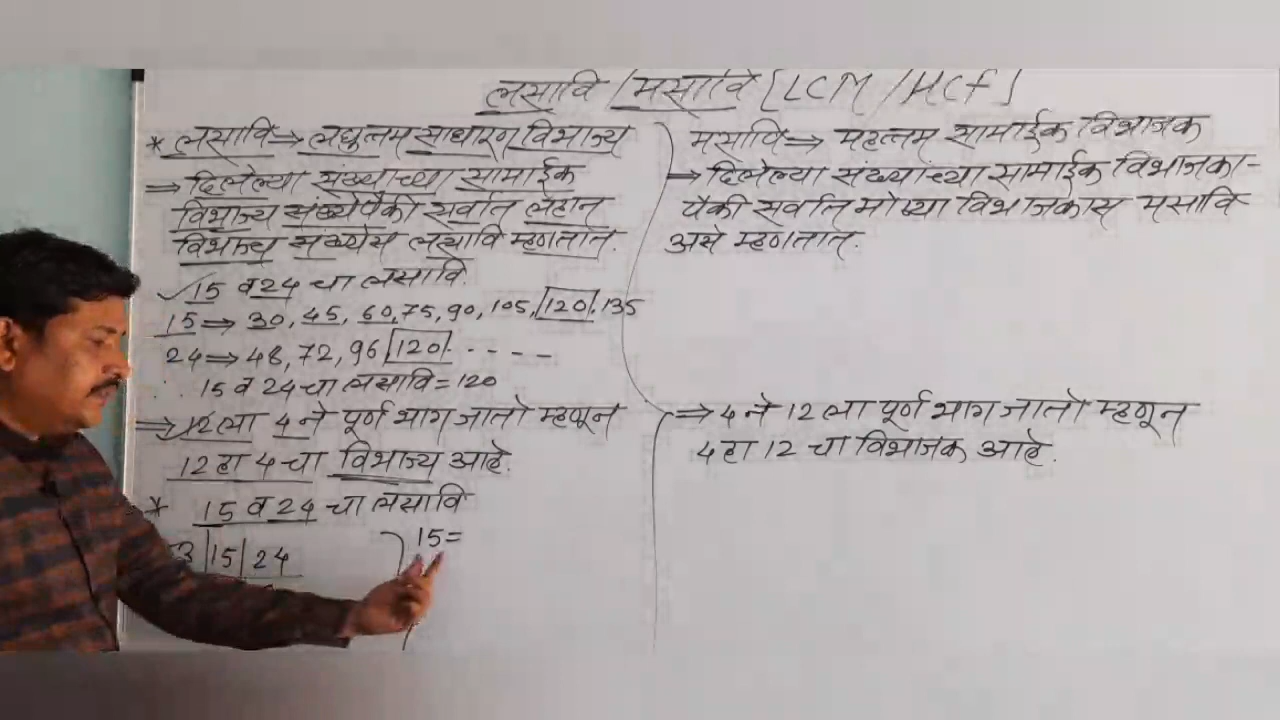 लसावि / मसावि [LCM / HCF]
* लसावि ⇒ लघुत्तम साधारण विभाज्य
⇒ दिलेल्या संख्यांच्या सामाईक
विभाज्य संख्येपैकी सर्वात लहान
विभाज्य संख्येस लसावि म्हणतात.
✓ 15 व 24 चा लसावि.
15 ⇒ 30, 45, 60, 75, 90, 105, 120, 135
24 ⇒ 48, 72, 96 120 . - - - -
15 व 24 चा लसावि = 120
⇒ 12 ला 4 ने पूर्ण भाग जातो म्हणून
12 हा 4 चा विभाज्य आहे.
* 15 व 24 चा लसावि
3 | 15 | 24
15 =
मसावि ⇒ महत्तम सामाईक विभाजक
⇒ दिलेल्या संख्यांच्या सामाईक विभाजका-
पैकी सर्वात मोठ्या विभाजकास मसावि
असे म्हणतात.
⇒ 4 ने 12 ला पूर्ण भाग जातो म्हणून
4 हा 12 चा विभाजक आहे.